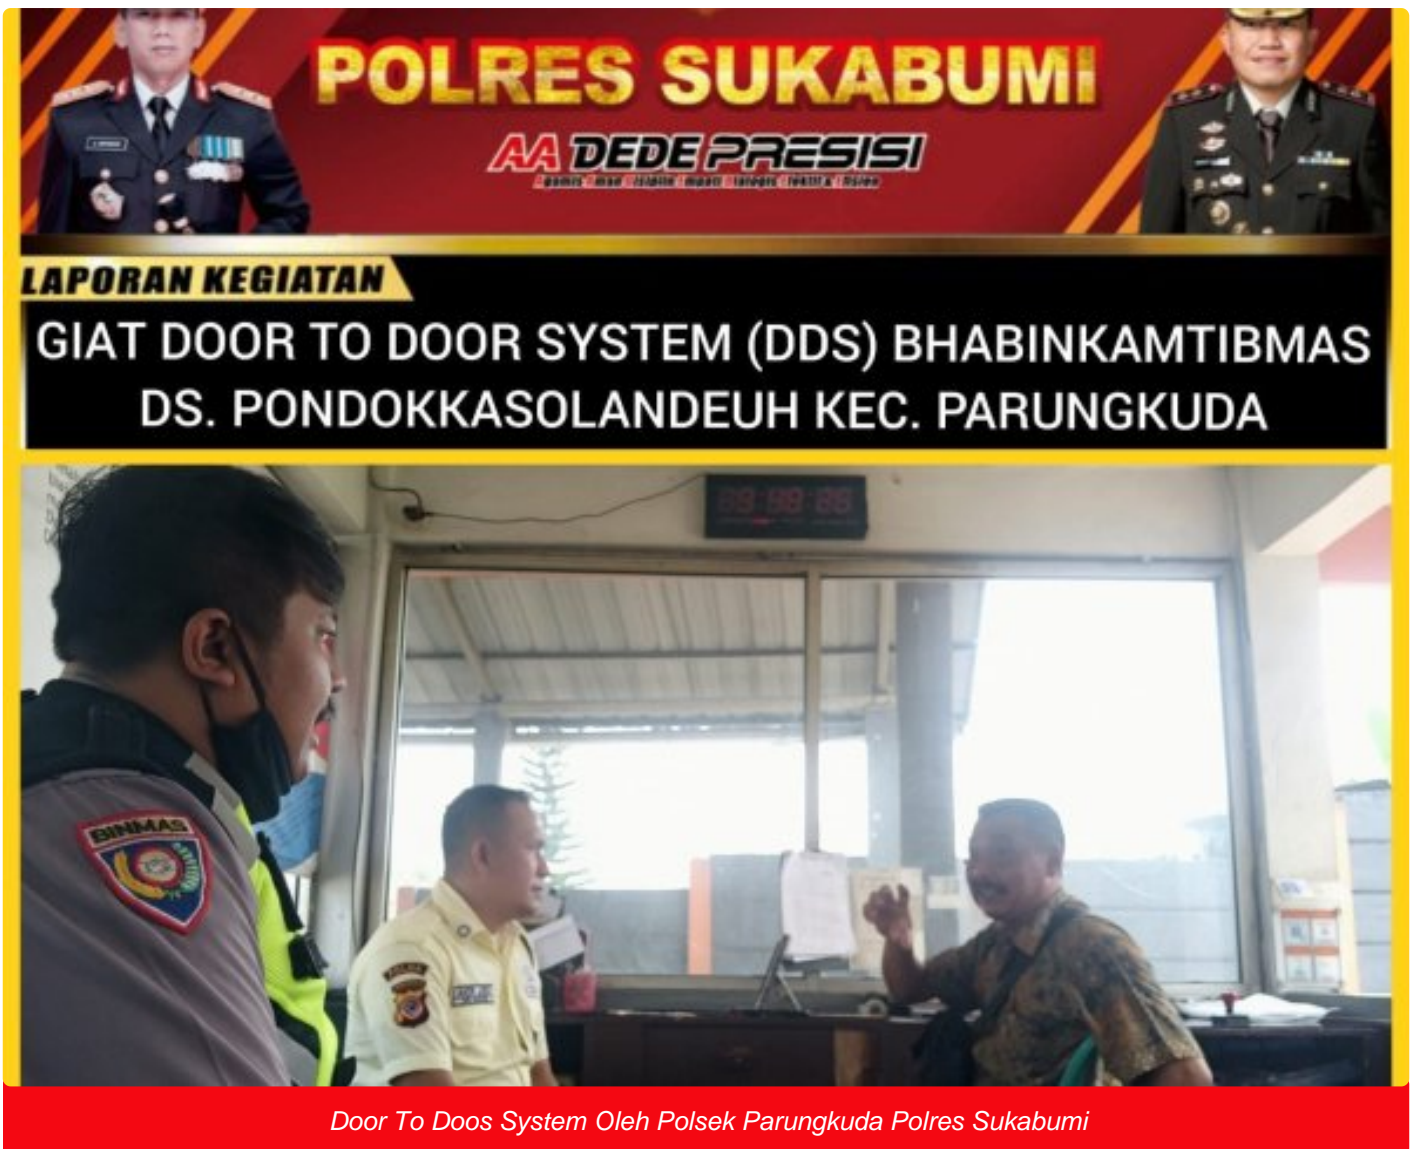 POLRES SUKABUMI
AA DEDE PRESISI
LAPORAN KEGIATAN
GIAT DOOR TO DOOR SYSTEM (DDS) BHABINKAMTIBMAS
DS. PONDOKKASOLANDEUH KEC. PARUNGKUDA
BINMAS
Door To Doos System Oleh Polsek Parungkuda Polres Sukabumi